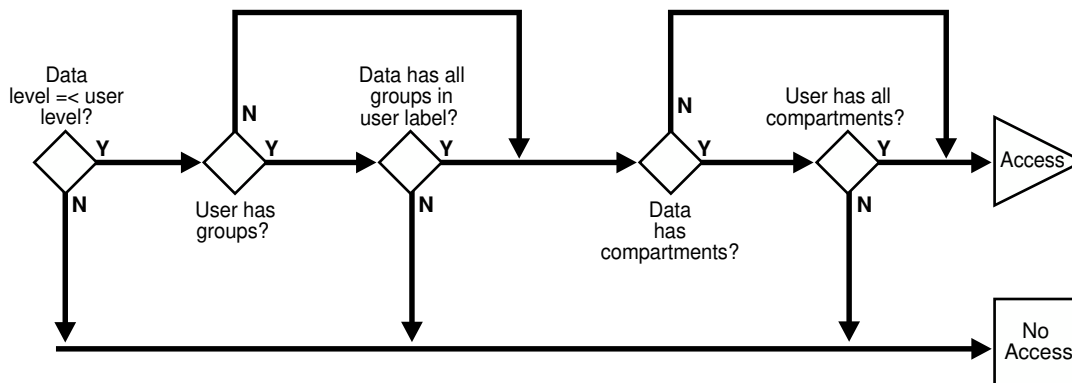 Data
level =< user
level?
Y
N
User has
groups?
N
Y
Data has all
groups in
user label?
Y
N
Data
has
compartments?
N
Y
User has all
compartments?
Y
N
Access
No
Access